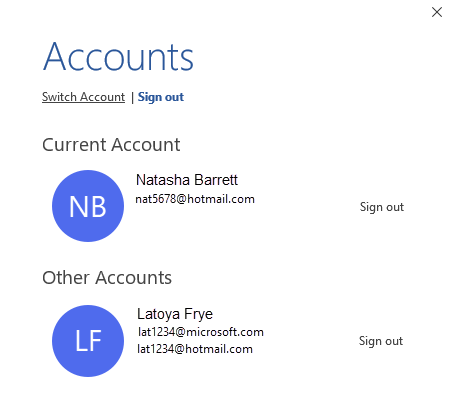 Accounts
Switch Account | Sign out
Current Account
NB
Natasha Barrett
nat5678@hotmail.com
Sign out
Other Accounts
LF
Latoya Frye
lat1234@microsoft.com
lat1234@hotmail.com
Sign out